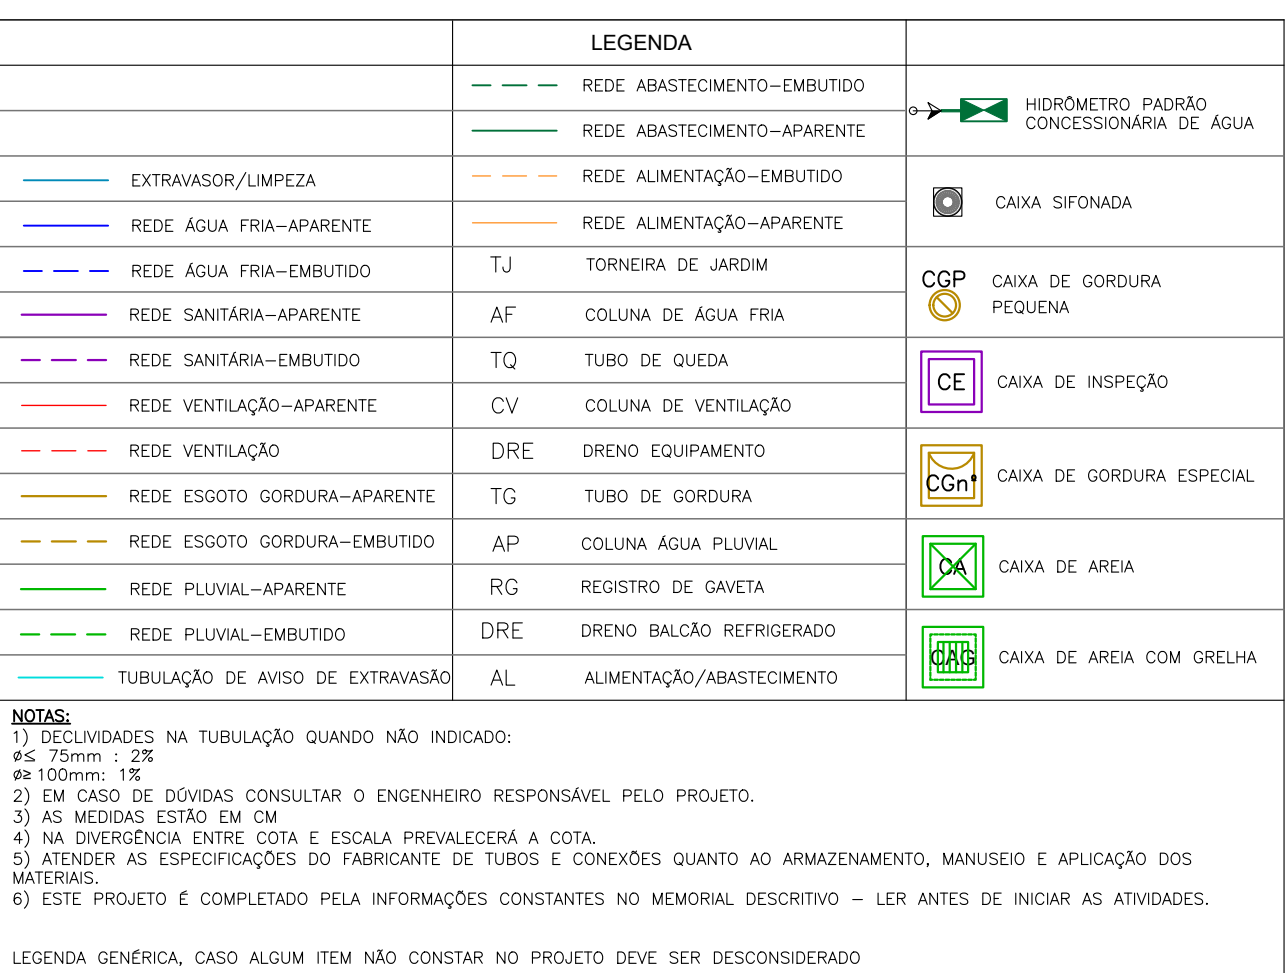 LEGENDA
EXTRAVASOR/LIMPEZA
REDE ÁGUA FRIA-APARENTE
REDE ÁGUA FRIA-EMBUTIDO
REDE SANITÁRIA-APARENTE
REDE SANITÁRIA-EMBUTIDO
REDE VENTILAÇÃO-APARENTE
REDE VENTILAÇÃO
REDE ESGOTO GORDURA-APARENTE
REDE ESGOTO GORDURA-EMBUTIDO
REDE PLUVIAL-APARENTE
REDE PLUVIAL-EMBUTIDO
TUBULAÇÃO DE AVISO DE EXTRAVASÃO
REDE ABASTECIMENTO-EMBUTIDO
REDE ABASTECIMENTO-APARENTE
REDE ALIMENTAÇÃO-EMBUTIDO
REDE ALIMENTAÇÃO-APARENTE
TJ TORNEIRA DE JARDIM
AF COLUNA DE ÁGUA FRIA
TQ TUBO DE QUEDA
CV COLUNA DE VENTILAÇÃO
DRE DRENO EQUIPAMENTO
TG TUBO DE GORDURA
AP COLUNA ÁGUA PLUVIAL
RG REGISTRO DE GAVETA
DRE DRENO BALCÃO REFRIGERADO
AL ALIMENTAÇÃO/ABASTECIMENTO
HIDRÔMETRO PADRÃO
CONCESSIONÁRIA DE ÁGUA
CAIXA SIFONADA
CGP CAIXA DE GORDURA
PEQUENA
CE CAIXA DE INSPEÇÃO
CGnº CAIXA DE GORDURA ESPECIAL
CA CAIXA DE AREIA
CAG CAIXA DE AREIA COM GRELHA
NOTAS:
1) DECLIVIDADES NA TUBULAÇÃO QUANDO NÃO INDICADO:
ø≤ 75mm : 2%
ø≥100mm: 1%
2) EM CASO DE DÚVIDAS CONSULTAR O ENGENHEIRO RESPONSÁVEL PELO PROJETO.
3) AS MEDIDAS ESTÃO EM CM
4) NA DIVERGÊNCIA ENTRE COTA E ESCALA PREVALECERÁ A COTA.
5) ATENDER AS ESPECIFICAÇÕES DO FABRICANTE DE TUBOS E CONEXÕES QUANTO AO ARMAZENAMENTO, MANUSEIO E APLICAÇÃO DOS
MATERIAIS.
6) ESTE PROJETO É COMPLETADO PELA INFORMAÇÕES CONSTANTES NO MEMORIAL DESCRITIVO - LER ANTES DE INICIAR AS ATIVIDADES.
LEGENDA GENÉRICA, CASO ALGUM ITEM NÃO CONSTAR NO PROJETO DEVE SER DESCONSIDERADO